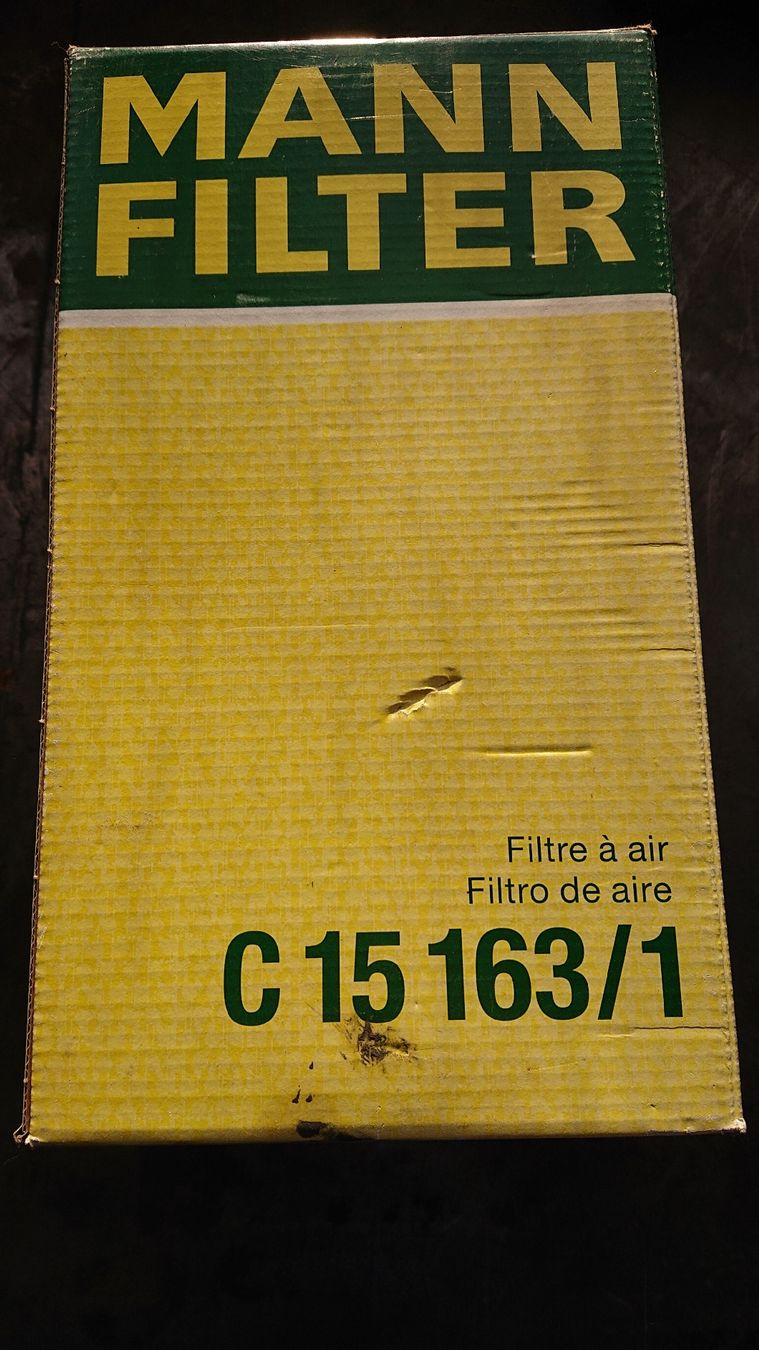 MANN
FILTER
Filtre à air
Filtro de aire
C 15 163/1